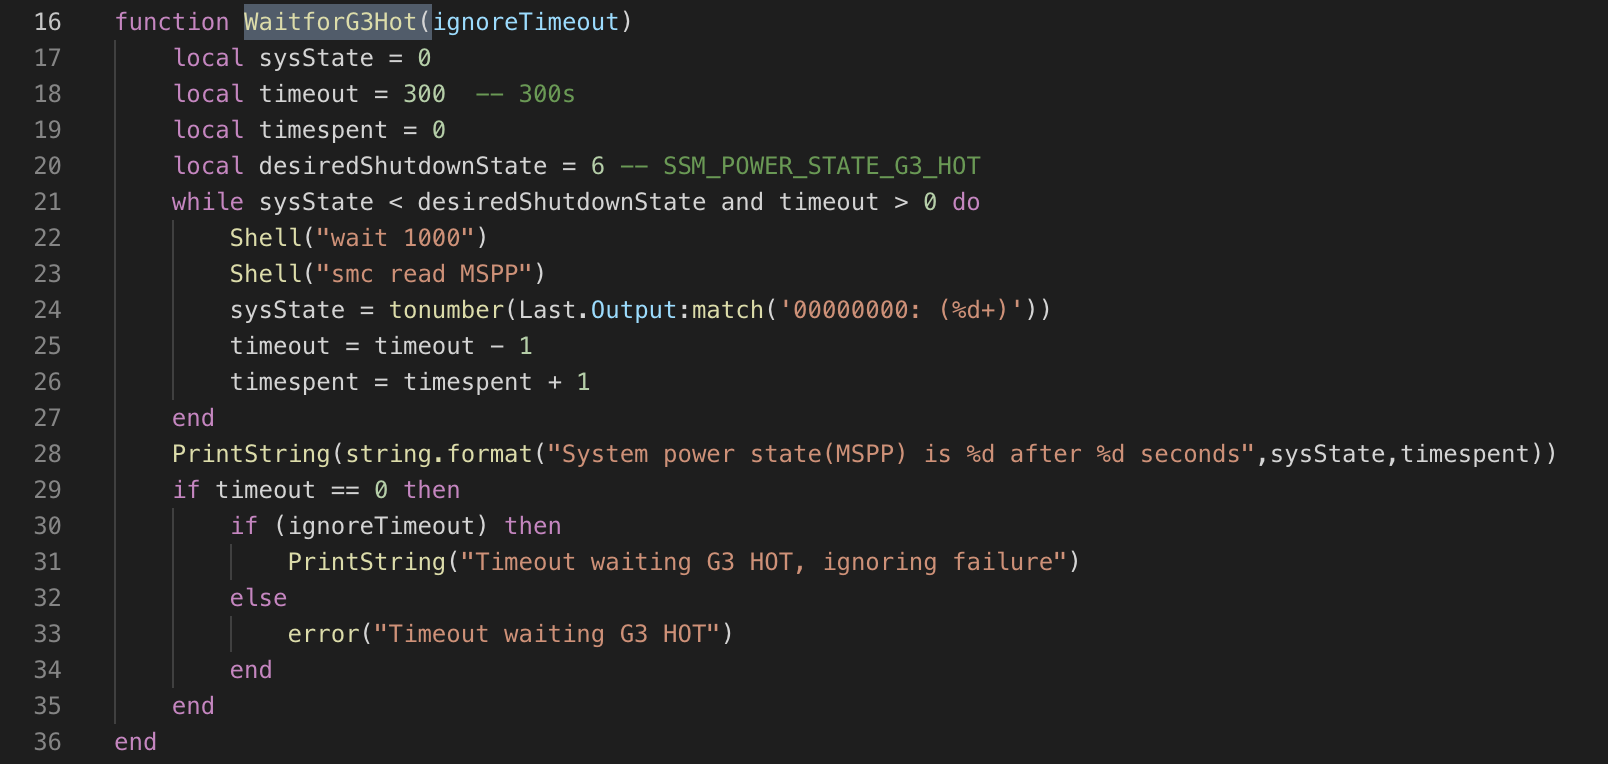 16 function WaitforG3Hot(ignoreTimeout)
17 local sysState = 0
18 local timeout = 300 -- 300s
19 local timespent = 0
20 local desiredShutdownState = 6 -- SSM_POWER_STATE_G3_HOT
21 while sysState < desiredShutdownState and timeout > 0 do
22 Shell("wait 1000")
23 Shell("smc read MSPP")
24 sysState = tonumber(Last.Output:match('00000000: (%d+)'))
25 timeout = timeout - 1
26 timespent = timespent + 1
27 end
28 PrintString(string.format("System power state(MSPP) is %d after %d seconds",sysState,timespent))
29 if timeout == 0 then
30 if (ignoreTimeout) then
31 PrintString("Timeout waiting G3 HOT, ignoring failure")
32 else
33 error("Timeout waiting G3 HOT")
34 end
35 end
36 end